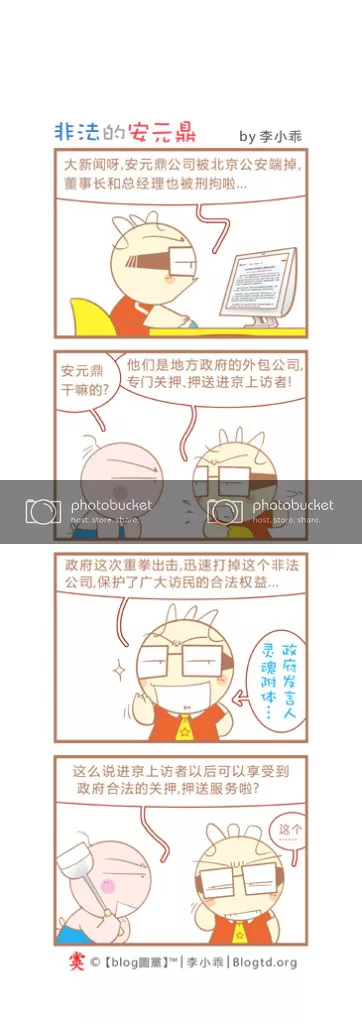 非法的安元鼎
by 李小乖
大新闻呀,安元鼎公司被北京公安端掉,
董事长和总经理也被刑拘啦...
安元鼎
干嘛的?
他们是地方政府的外包公司,
专门关押、押送进京上访者!
photobucket
host. store. share.
photobucket
host. store. share.
政府这次重拳出击,迅速打掉这个非法
公司,保护了广大访民的合法权益...
政府发言人
灵魂附体…
这么说进京上访者以后可以享受到
政府合法的关押,押送服务啦?
这个
……
©【blog圖黨】™|李小乖|Blogtd.org